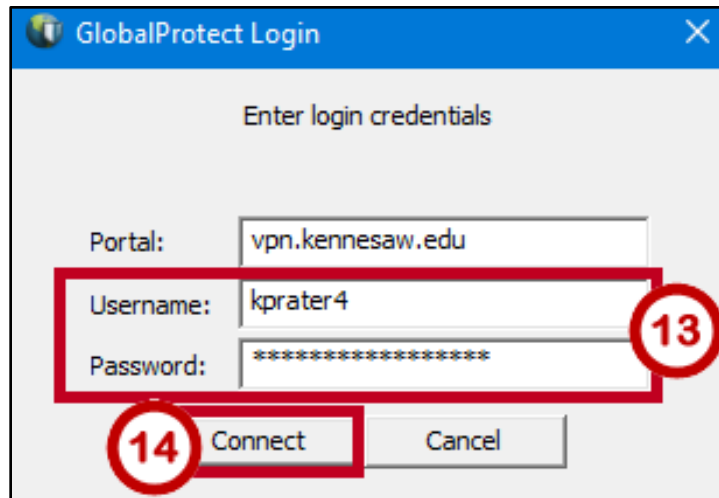 GlobalProtect Login
Enter login credentials
Portal: vpn.kennesaw.edu
Username: kprater4
Password: *****************
13
14 Connect Cancel